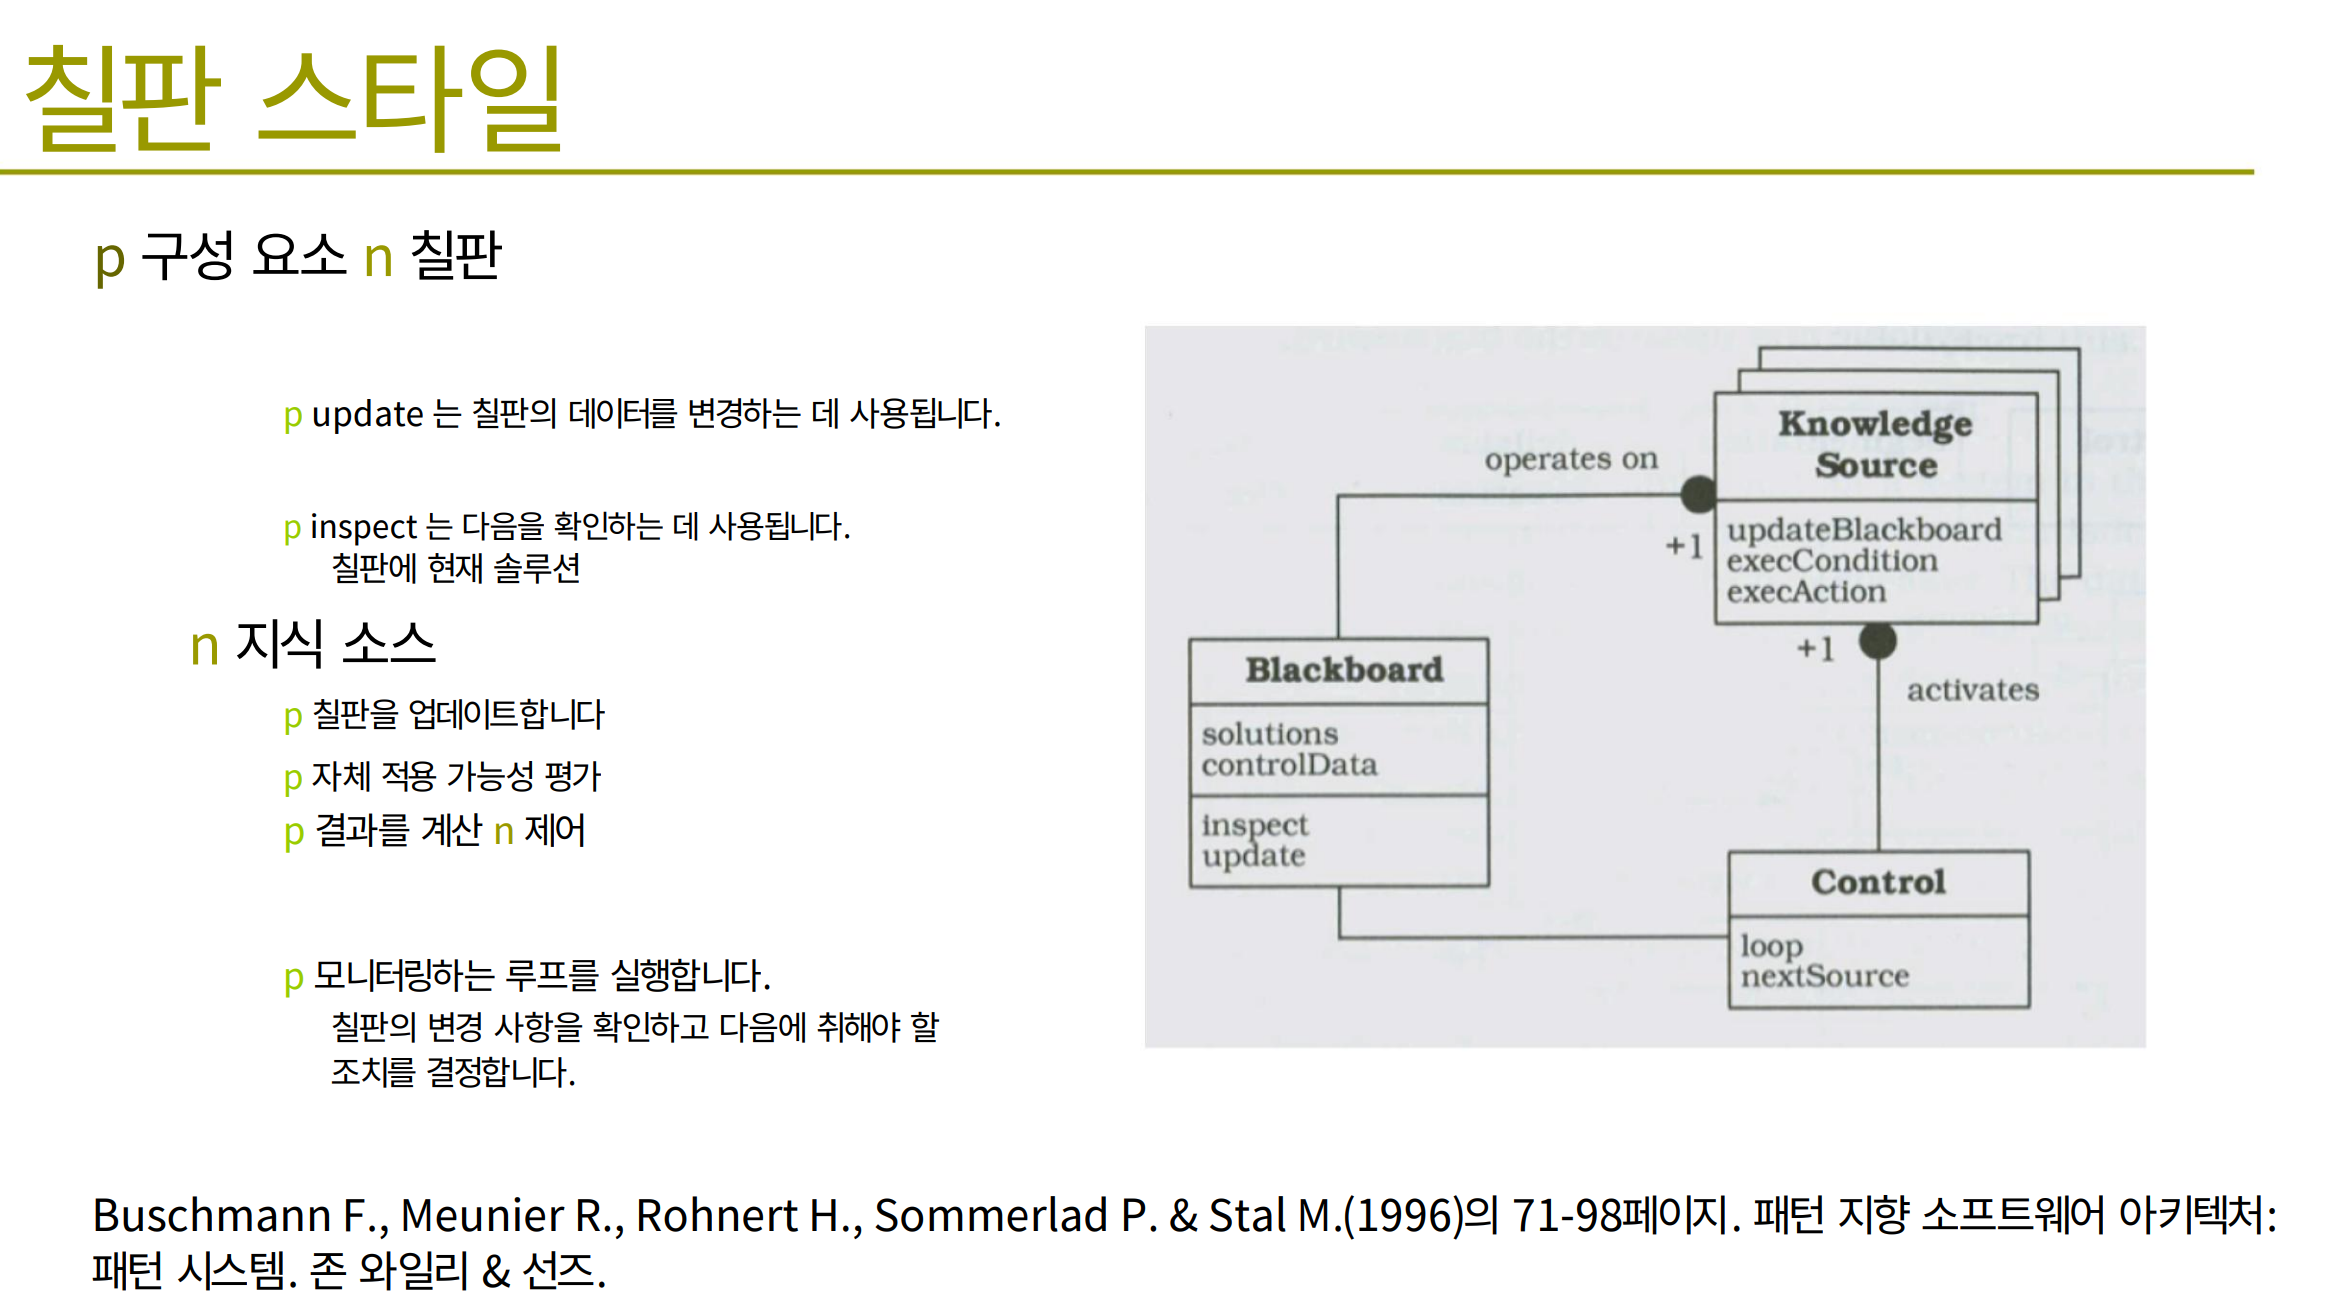 칠판 스타일
p 구성 요소 n 칠판
p update 는 칠판의 데이터를 변경하는 데 사용됩니다.
p inspect 는 다음을 확인하는 데 사용됩니다.
칠판에 현재 솔루션
n 지식 소스
p 칠판을 업데이트합니다
p 자체 적용 가능성 평가
p 결과를 계산 n 제어
p 모니터링하는 루프를 실행합니다.
칠판의 변경 사항을 확인하고 다음에 취해야 할
조치를 결정합니다.
Knowledge
Source
operates on
updateBlackboard
+1
execCondition
execAction
+1
Blackboard
activates
solutions
controlData
inspect
update
Control
loop
nextSource
Buschmann F., Meunier R., Rohnert H., Sommerlad P. & Stal M.(1996)의 71-98페이지. 패턴 지향 소프트웨어 아키텍처:
패턴 시스템. 존 와일리 & 선즈.